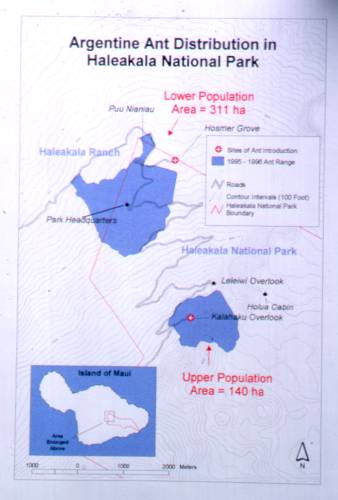 Argentine Ant Distribution in
Haleakala National Park
Lower Population
Area = 311 ha
Puu Nianiau
Hosmer Grove
Haleakala Ranch
Sites of Ant Introduction
1995 - 1996 Ant Range
Roads
Contour Intervals (100 Foot)
Haleakala National Park
Boundary
Park Headquarters
Haleakala National Park
Leleiwi Overlook
Holua Cabin
Kalahaku Overlook
Upper Population
Area = 140 ha
Island of Maui
Area
Enlarged
Above
N
1000 0 1000 2000 Meters